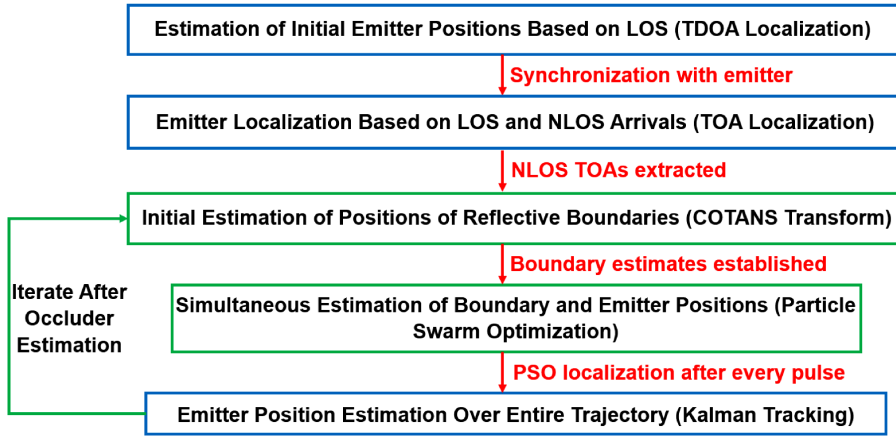 Estimation of Initial Emitter Positions Based on LOS (TDOA Localization)
Synchronization with emitter
Emitter Localization Based on LOS and NLOS Arrivals (TOA Localization)
NLOS TOAs extracted
Initial Estimation of Positions of Reflective Boundaries (COTANS Transform)
Boundary estimates established
Iterate After
Occluder
Estimation
Simultaneous Estimation of Boundary and Emitter Positions (Particle
Swarm Optimization)
PSO localization after every pulse
Emitter Position Estimation Over Entire Trajectory (Kalman Tracking)